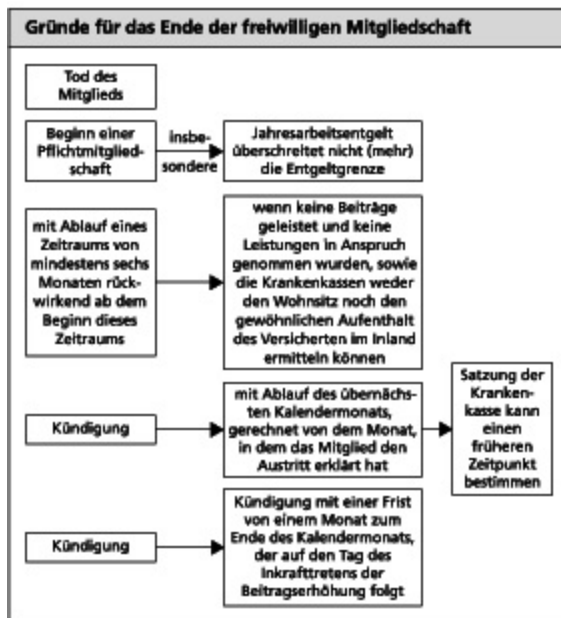 Gründe für das Ende der freiwilligen Mitgliedschaft
Tod des
Mitglieds
Beginn einer
Pflichtmitglied-
schaft
insbe-
sondere
Jahresarbeitsentgelt
überschreitet nicht (mehr)
die Entgeltgrenze
mit Ablauf eines
Zeitraums von
mindestens sechs
Monaten rück-
wirkend ab dem
Beginn dieses
Zeitraums
wenn keine Beiträge
geleistet und keine
Leistungen in Anspruch
genommen wurden, sowie
die Krankenkassen weder
den Wohnsitz noch den
gewöhnlichen Aufenthalt
des Versicherten im Inland
ermitteln können
Kündigung
mit Ablauf des übernächs-
ten Kalendermonats,
gerechnet von dem Monat,
in dem das Mitglied den
Austritt erklärt hat
Satzung der
Kranken-
kasse kann
einen
früheren
Zeitpunkt
bestimmen
Kündigung
Kündigung mit einer Frist
von einem Monat zum
Ende des Kalendermonats,
der auf den Tag des
Inkrafttretens der
Beitragserhöhung folgt